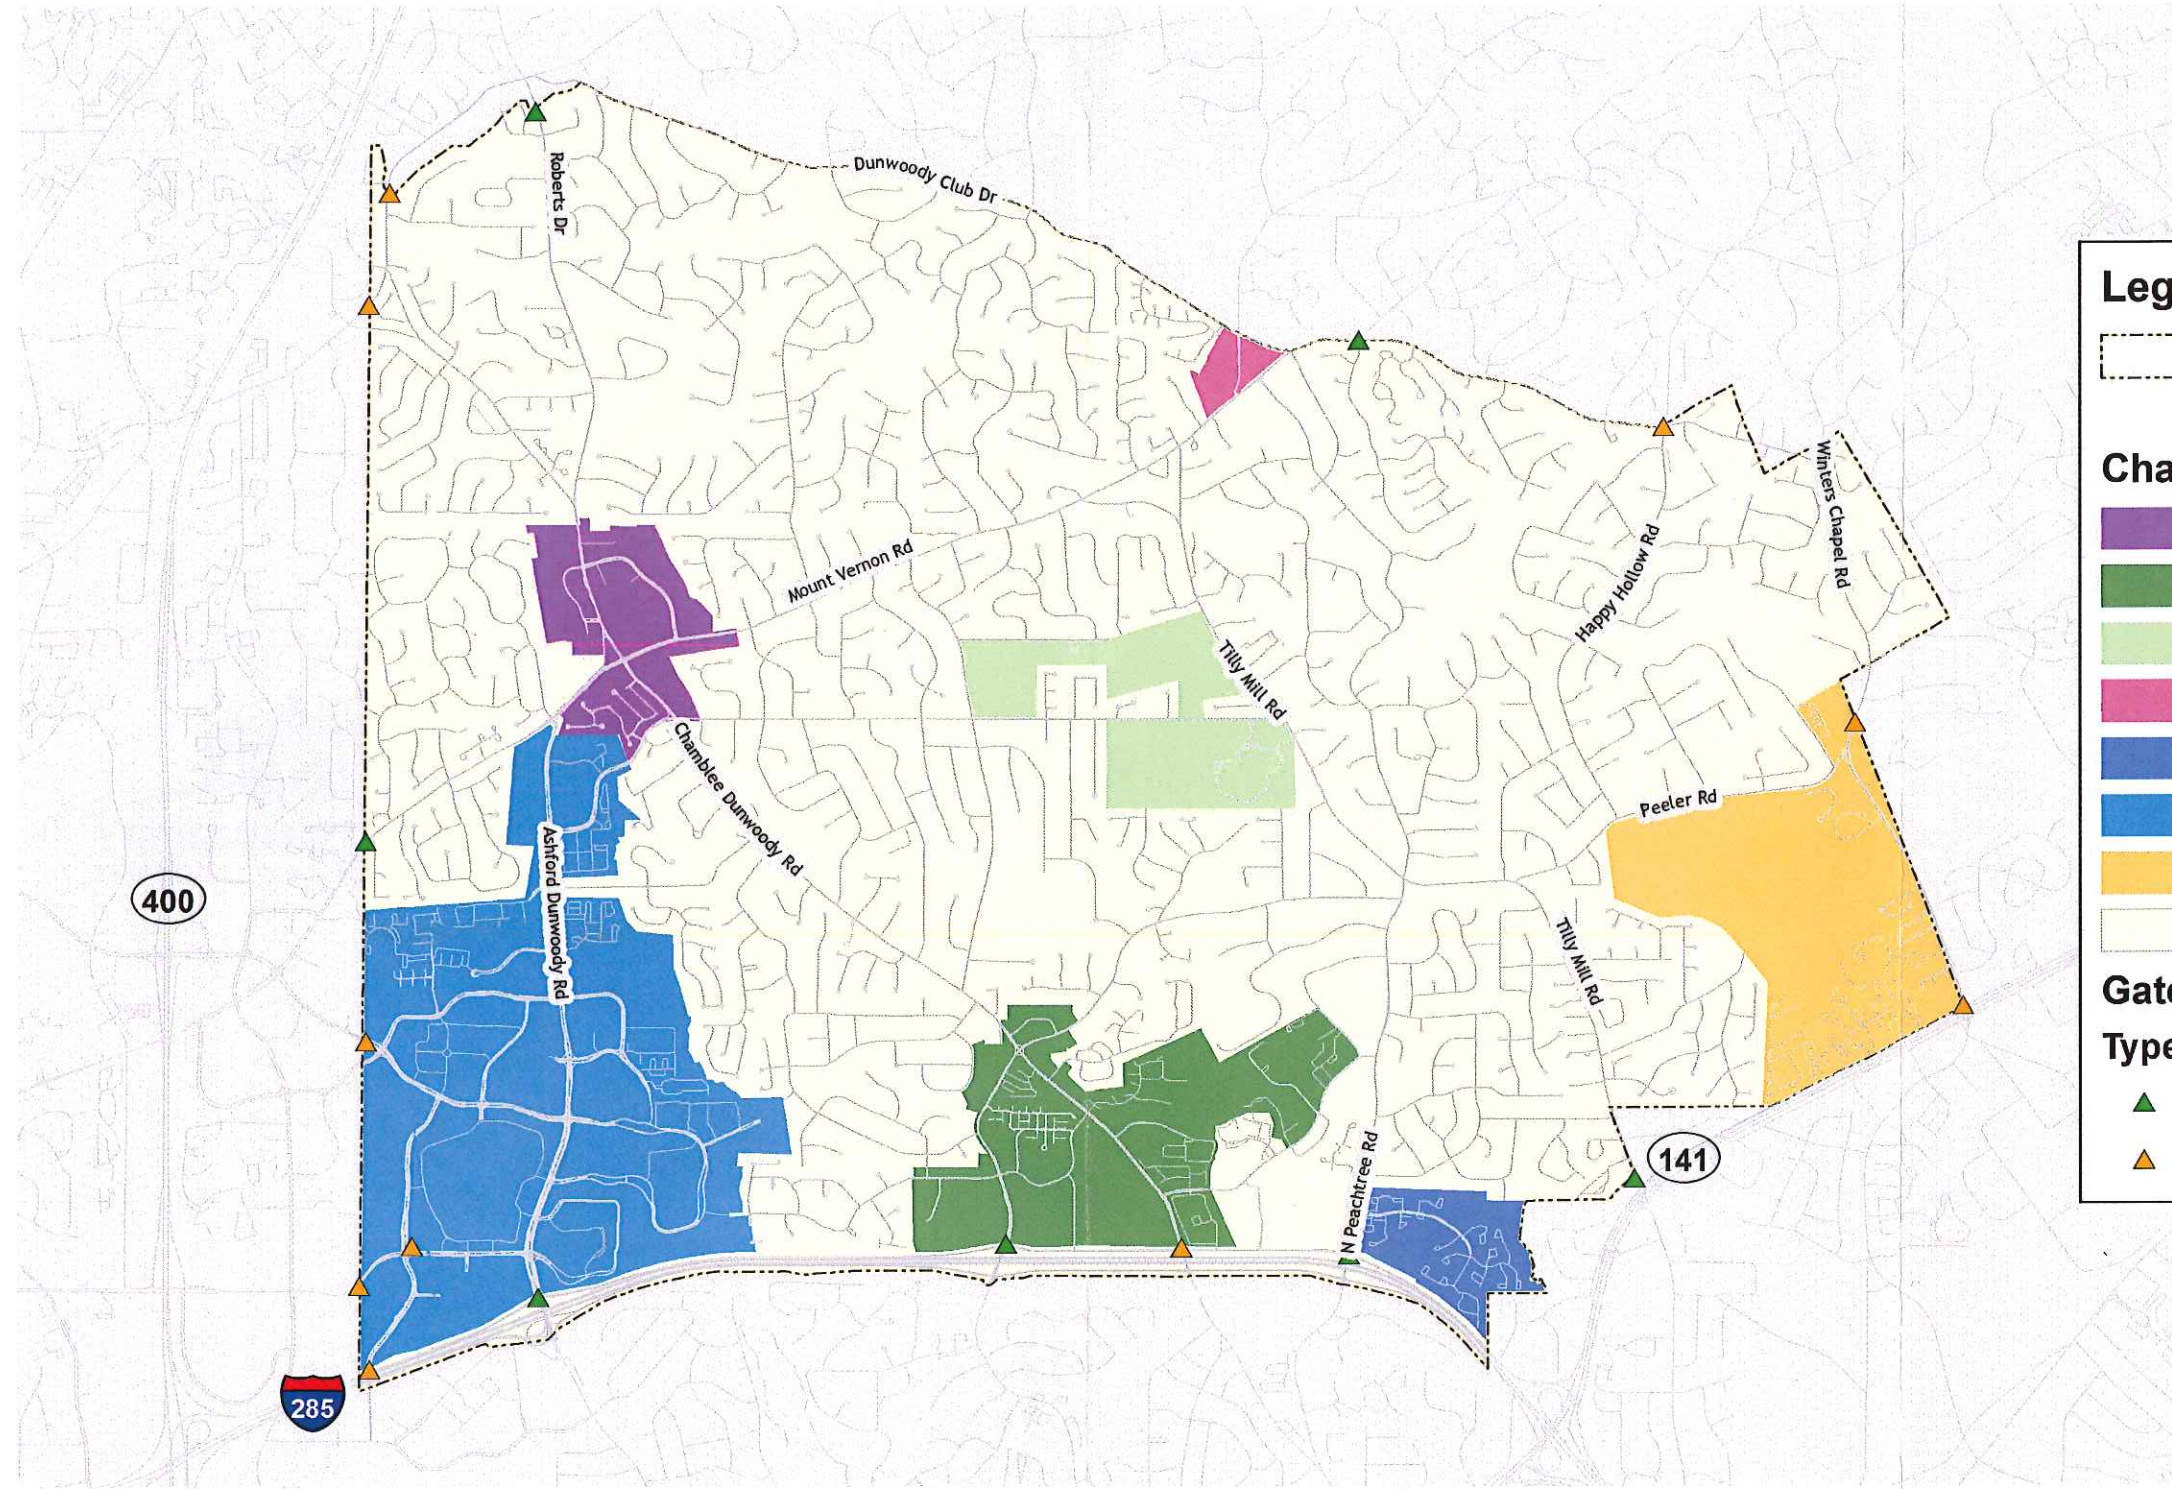 Roberts Dr
Dunwoody Club Dr
Leg
Cha
Winters Chapel Rd
Happy Hollow Rd
Mount Vernon Rd
Tilly Mill Rd
Chamblee Dunwoody Rd
Peeler Rd
Ashford Dunwoody Rd
400
Tilly Mill Rd
Gate
Type
141
N Peachtree Rd
285